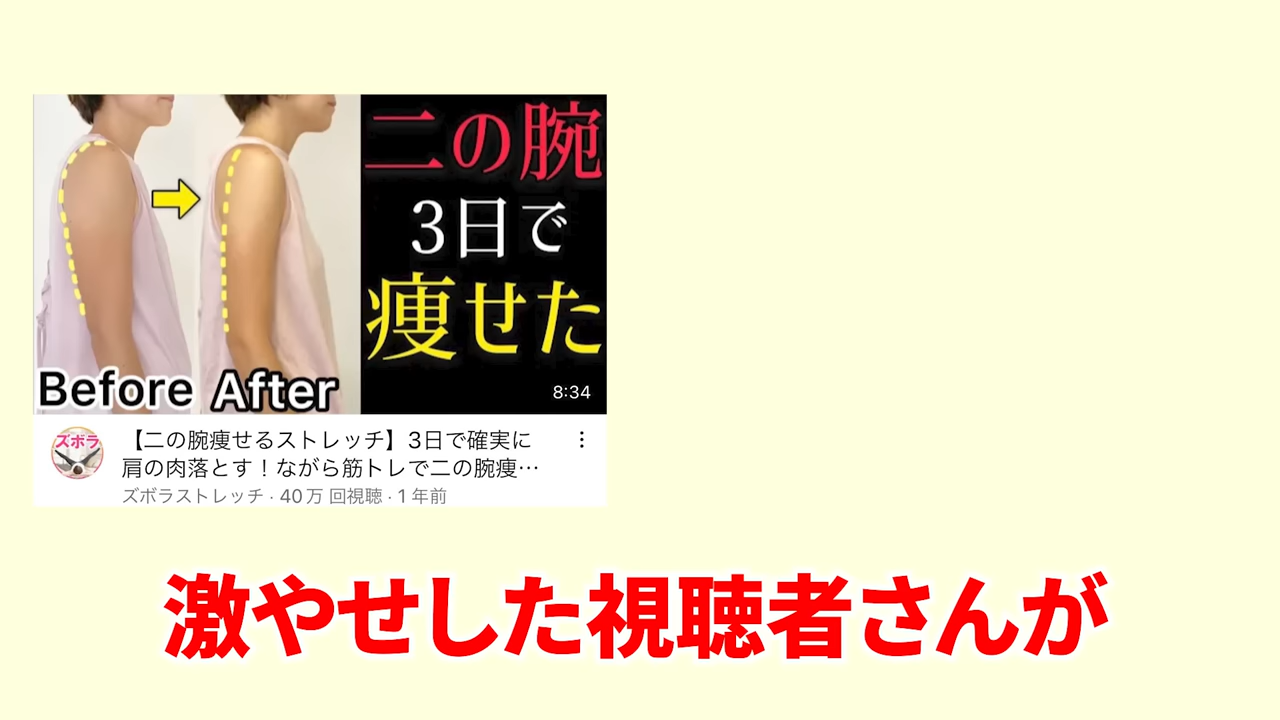 二の腕
3日で
痩せた
Before After
8:34
ズボラ
【二の腕痩せるストレッチ】3日で確実に
肩の肉落とす！ながら筋トレで二の腕痩…
ズボラストレッチ · 40万 回視聴 · 1年前
激やせした視聴者さんが